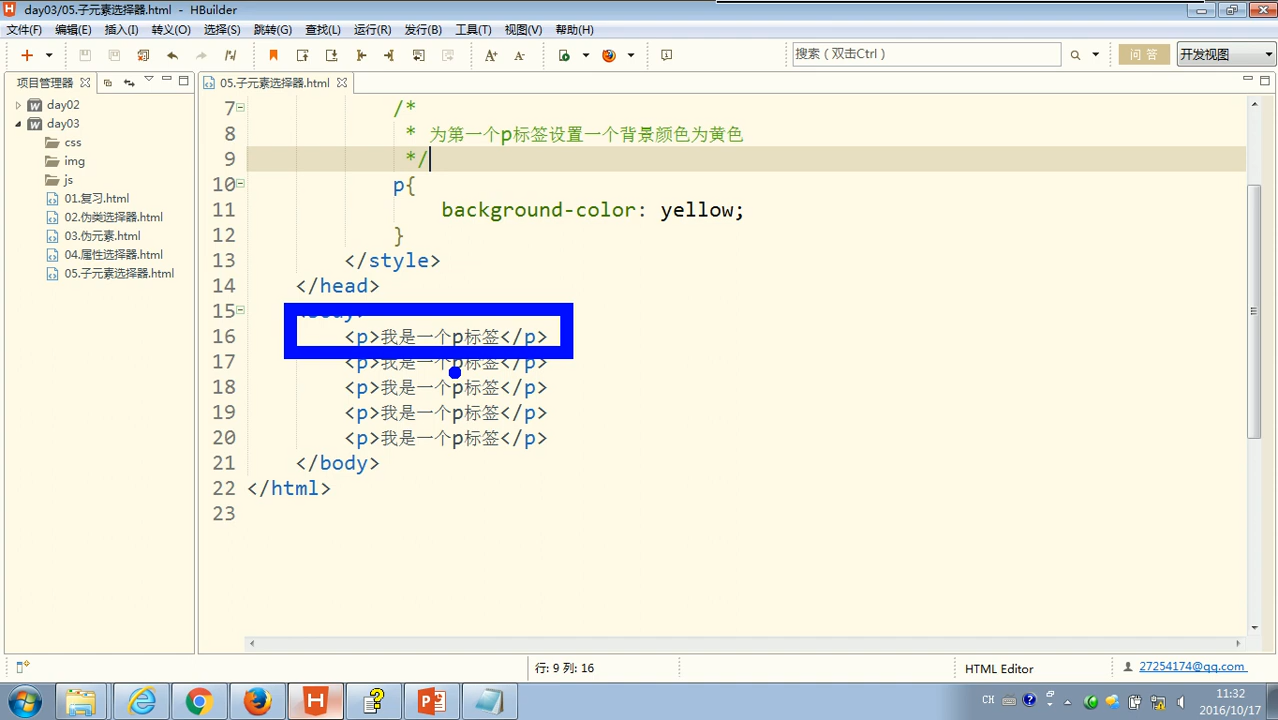 day03/05.子元素选择器.html - HBuilder
文件(F) 编辑(E) 插入(I) 转义(O) 选择(S) 跳转(G) 查找(L) 运行(R) 发行(B) 工具(T) 视图(V) 帮助(H)
搜索（双击Ctrl） 问答 开发视图
项目管理器
05.子元素选择器.html
day02
day03
css
img
js
01.复习.html
02.伪类选择器.html
03.伪元素.html
04.属性选择器.html
05.子元素选择器.html
7 /*
8 * 为第一个p标签设置一个背景颜色为黄色
9 */
10 p{
11 background-color: yellow;
12 }
13 </style>
14 </head>
15 <body>
16 <p>我是一个p标签</p>
17 <p>我是一个p标签</p>
18 <p>我是一个p标签</p>
19 <p>我是一个p标签</p>
20 <p>我是一个p标签</p>
21 </body>
22 </html>
23
行: 9 列: 16
HTML Editor
27254174@qq.com
CH
11:32
2016/10/17